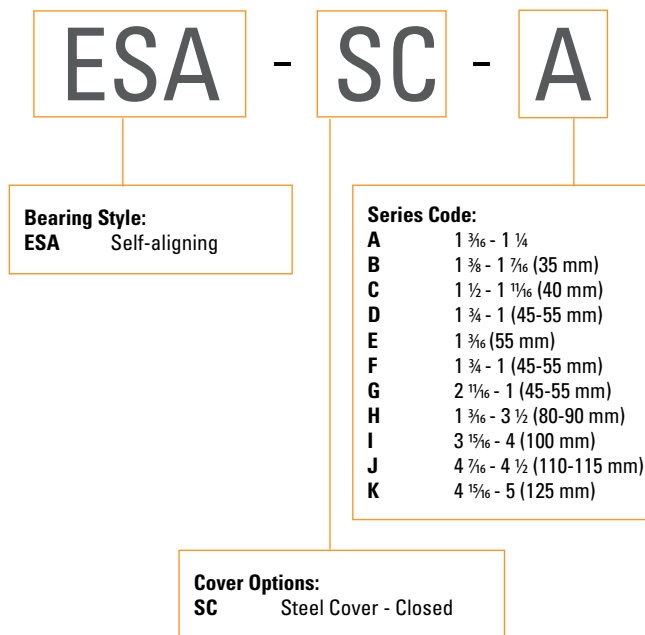 ESA - SC - A
Bearing Style:
ESA Self-aligning
Series Code:
A 1 3⁄16 - 1 ¼
B 1 3⁄8 - 1 7⁄16 (35 mm)
C 1 ½ - 1 11⁄16 (40 mm)
D 1 ¾ - 1 (45-55 mm)
E 1 3⁄16 (55 mm)
F 1 ¾ - 1 (45-55 mm)
G 2 11⁄16 - 1 (45-55 mm)
H 1 3⁄16 - 3 ½ (80-90 mm)
I 3 15⁄16 - 4 (100 mm)
J 4 7⁄16 - 4 ½ (110-115 mm)
K 4 15⁄16 - 5 (125 mm)
Cover Options:
SC Steel Cover - Closed